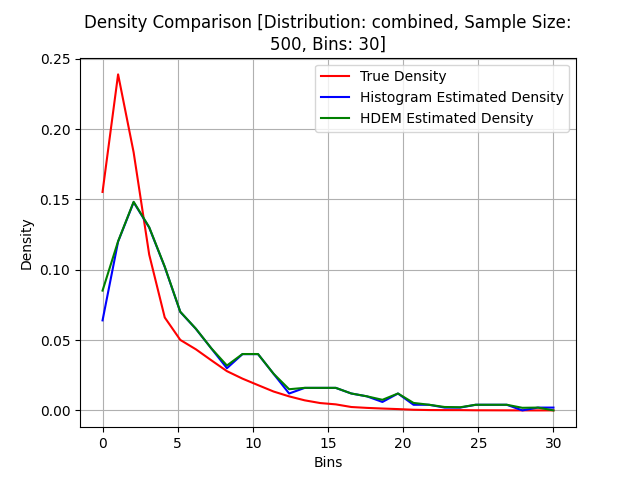 Density Comparison [Distribution: combined, Sample Size:
500, Bins: 30]
True Density
Histogram Estimated Density
HDEM Estimated Density
Density
0.25
0.20
0.15
0.10
0.05
0.00
0 5 10 15 20 25 30
Bins